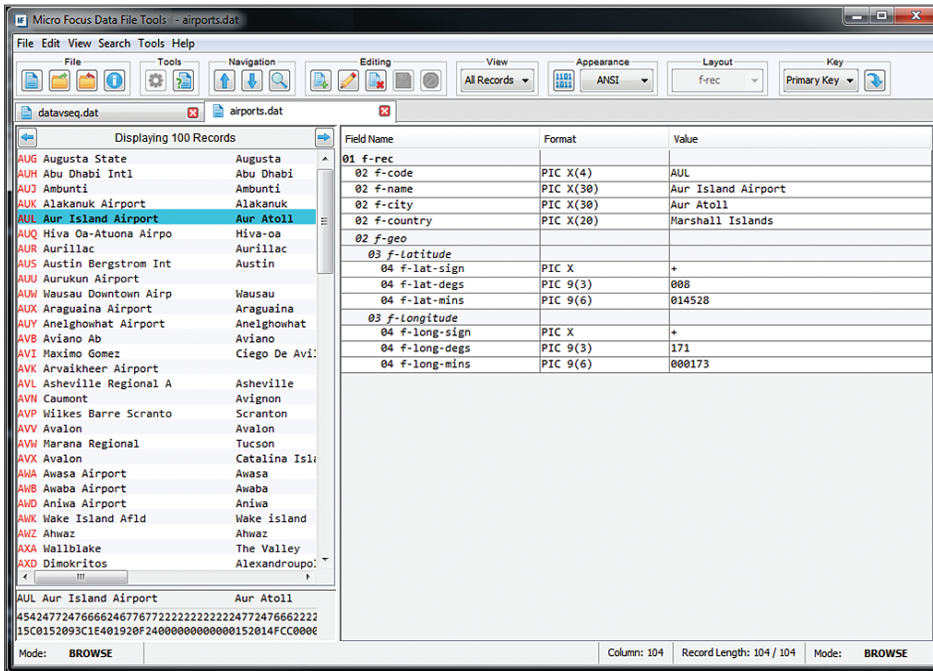 Micro Focus Data File Tools - airports.dat
File Edit View Search Tools Help
File Tools Navigation Editing View Appearance Layout Key
All Records ANSI f-rec Primary Key
datavseq.dat airports.dat
Displaying 100 Records
AUG Augusta State Augusta
AUH Abu Dhabi Intl Abu Dhabi
AUJ Ambunti Ambunti
AUK Alakanuk Airport Alakanuk
AUL Aur Island Airport Aur Atoll
AUQ Hiva Oa-Atuona Airpo Hiva-oa
AUR Aurillac Aurillac
AUS Austin Bergstrom Int Austin
AUU Aurukun Airport
AUW Wausau Downtown Airp Wausau
AUX Araguaina Airport Araguaina
AUY Anelghowhat Airport Anelghowhat
AVB Aviano Ab Aviano
AVI Maximo Gomez Ciego De Avi
AVK Arvaikheer Airport
AVL Asheville Regional A Asheville
AVN Caumont Avignon
AVP Wilkes Barre Scranto Scranton
AVV Avalon Avalon
AVW Marana Regional Tucson
AVX Avalon Catalina Isla
AWA Awasa Airport Awasa
AWB Awaba Airport Awaba
AWD Aniwa Airport Aniwa
AWK Wake Island Afld Wake island
AWZ Ahwaz Ahwaz
AXA Wallblake The Valley
AXD Dimokritos Alexandroupo
AUL Aur Island Airport Aur Atoll
Field Name Format Value
01 f-rec
02 f-code PIC X(4) AUL
02 f-name PIC X(30) Aur Island Airport
02 f-city PIC X(30) Aur Atoll
02 f-country PIC X(20) Marshall Islands
02 f-geo
03 f-latitude
04 f-lat-sign PIC X +
04 f-lat-degs PIC 9(3) 008
04 f-lat-mins PIC 9(6) 014528
03 f-longitude
04 f-long-sign PIC X +
04 f-long-degs PIC 9(3) 171
04 f-long-mins PIC 9(6) 000173
Mode: BROWSE Column: 104 Record Length: 104 / 104 Mode: BROWSE